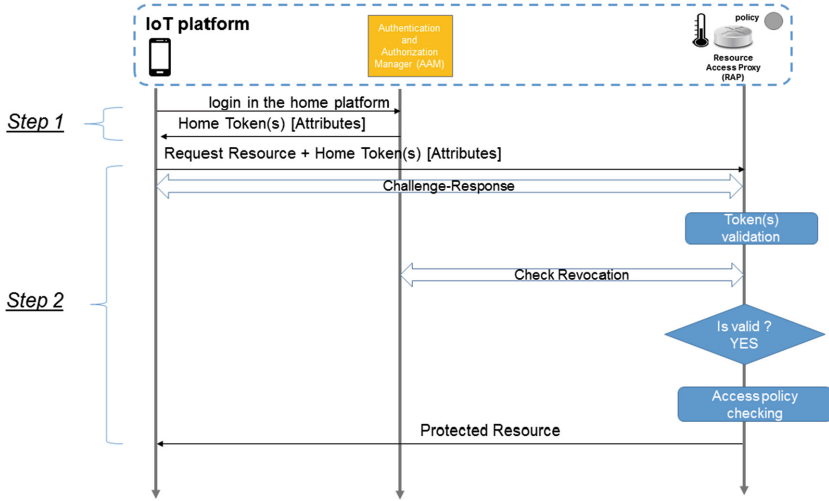 IoT platform
Authentication
and
Authorization
Manager (AAM)
policy
Resource
Access Proxy
(RAP)
Step 1
login in the home platform
Home Token(s) [Attributes]
Request Resource + Home Token(s) [Attributes]
Challenge-Response
Token(s)
validation
Check Revocation
Step 2
Is valid ?
YES
Access policy
checking
Protected Resource